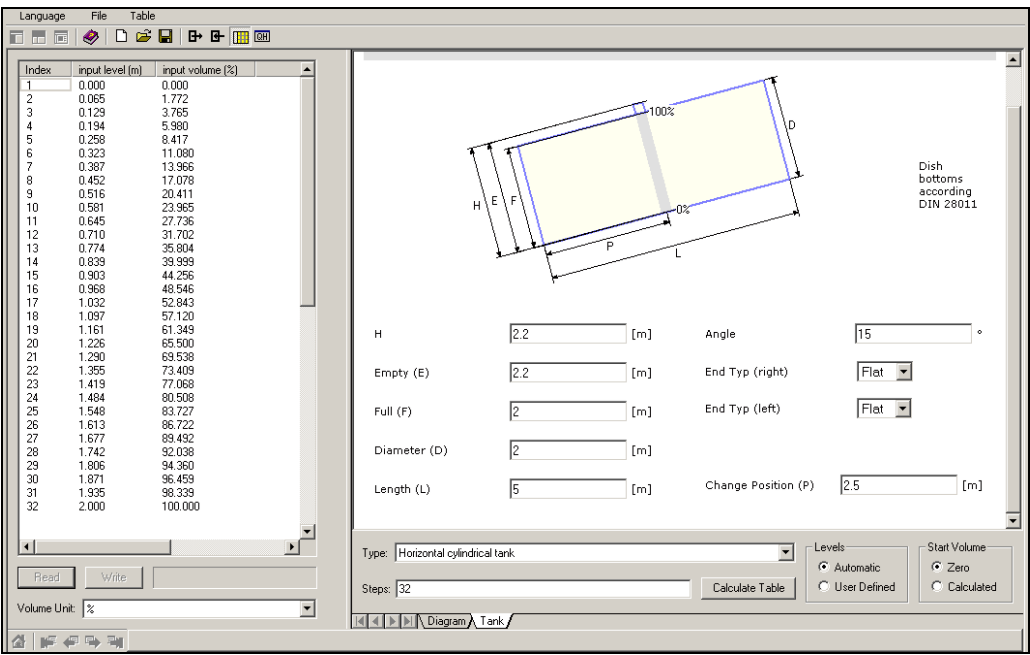 Language File Table
QH
Index input level (m) input volume (%)
1 0.000 0.000
2 0.065 1.772
3 0.129 3.765
4 0.194 5.980
5 0.258 8.417
6 0.323 11.080
7 0.387 13.966
8 0.452 17.078
9 0.516 20.411
10 0.581 23.965
11 0.645 27.736
12 0.710 31.702
13 0.774 35.804
14 0.839 39.999
15 0.903 44.256
16 0.968 48.546
17 1.032 52.843
18 1.097 57.120
19 1.161 61.349
20 1.226 65.500
21 1.290 69.538
22 1.355 73.409
23 1.419 77.068
24 1.484 80.508
25 1.548 83.727
26 1.613 86.722
27 1.677 89.492
28 1.742 92.038
29 1.806 94.360
30 1.871 96.459
31 1.935 98.339
32 2.000 100.000
Read Write
Volume Unit: %
100%
D
H E F
0%
P
L
Dish
bottoms
according
DIN 28011
H 2.2 [m] Angle 15 °
Empty (E) 2.2 [m] End Typ (right) Flat
Full (F) 2 [m] End Typ (left) Flat
Diameter (D) 2 [m]
Length (L) 5 [m] Change Position (P) 2.5 [m]
Type: Horizontal cylindrical tank
Steps: 32 Calculate Table
Levels
Automatic
User Defined
Start Volume
Zero
Calculated
Diagram Tank